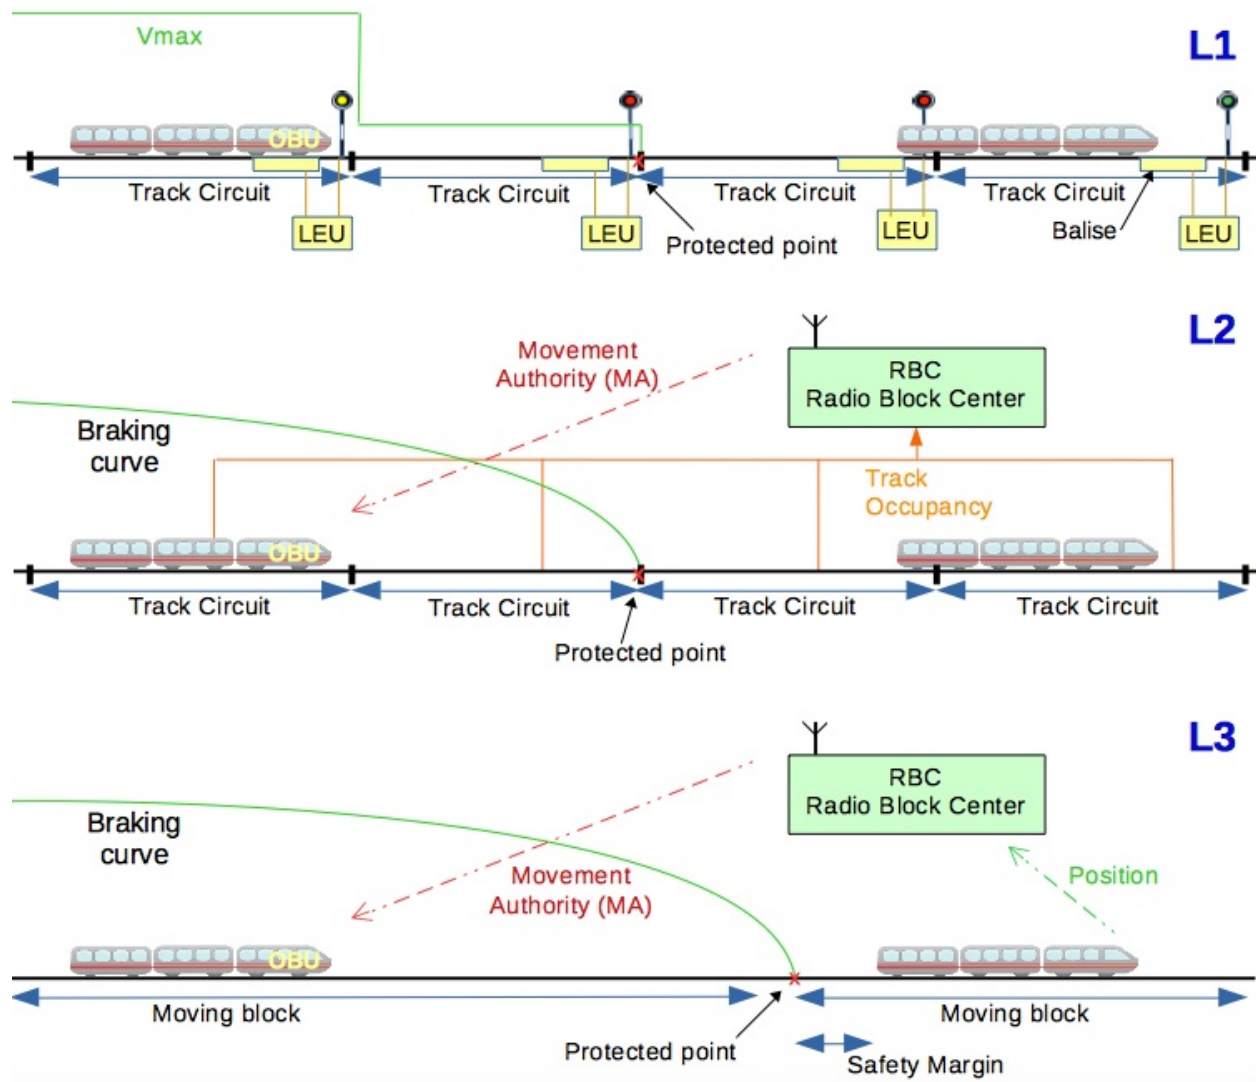 Vmax
L1
OBU
Track Circuit
Track Circuit
Track Circuit
Track Circuit
LEU
LEU
Protected point
LEU
Balise
LEU
L2
Movement
Authority (MA)
RBC
Radio Block Center
Braking
curve
Track
Occupancy
OBU
Track Circuit
Track Circuit
Track Circuit
Track Circuit
Protected point
L3
RBC
Radio Block Center
Braking
curve
Movement
Authority (MA)
Position
OBU
Moving block
Moving block
Protected point
Safety Margin